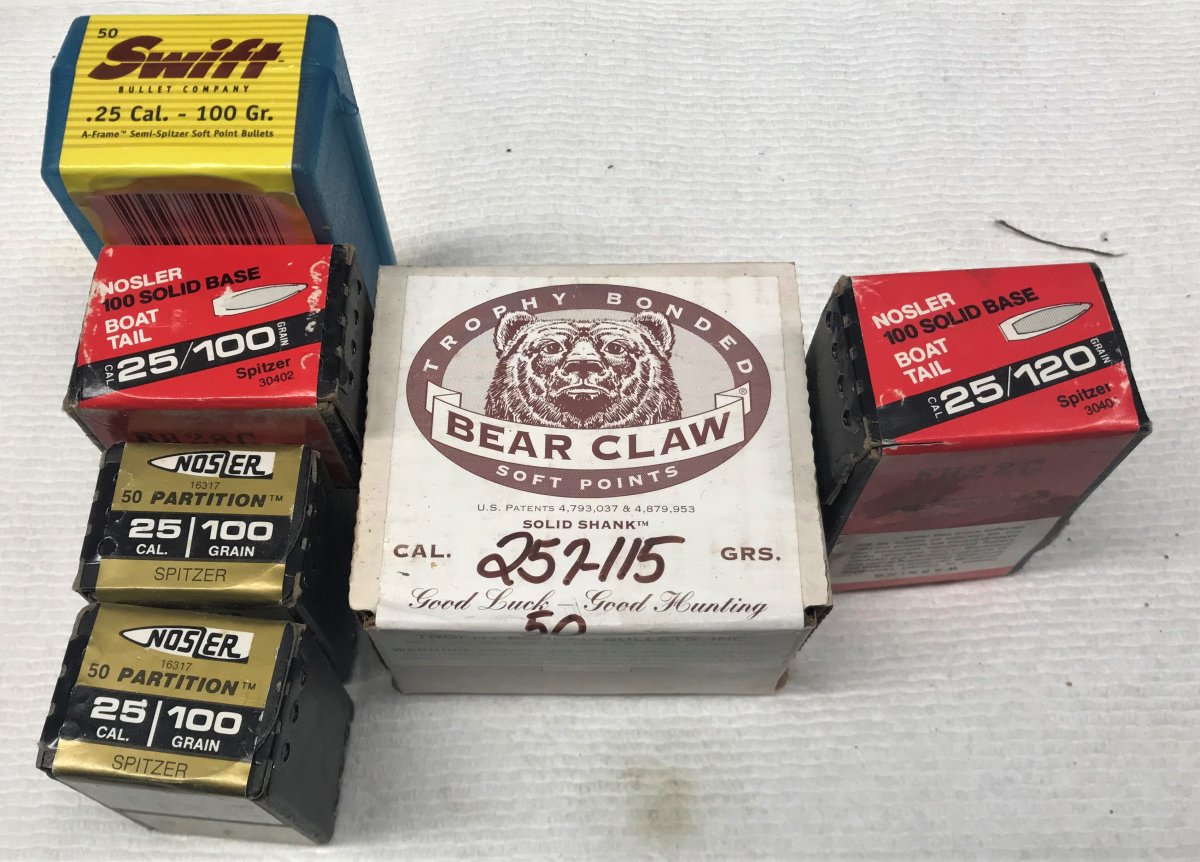 50
Swift™
BULLET COMPANY
.25 Cal. - 100 Gr.
A-Frame™ Semi-Spitzer Soft Point Bullets
NOSLER
100 SOLID BASE
BOAT
TAIL
CAL 25/100 GRAIN
Spitzer
30402
NOSLER
16317
50 PARTITION™
25 | 100
CAL. GRAIN
SPITZER
NOSLER
16317
50 PARTITION™
25 | 100
CAL. GRAIN
SPITZER
TROPHY BONDED
BEAR CLAW®
SOFT POINTS
U.S. PATENTS 4,793,037 & 4,879,953
SOLID SHANK™
CAL. 257-115 GRS.
Good Luck – Good Hunting
50
WARNING
NOSLER
100 SOLID BASE
BOAT
TAIL
CAL 25/120 GRAIN
Spitzer
WARNING